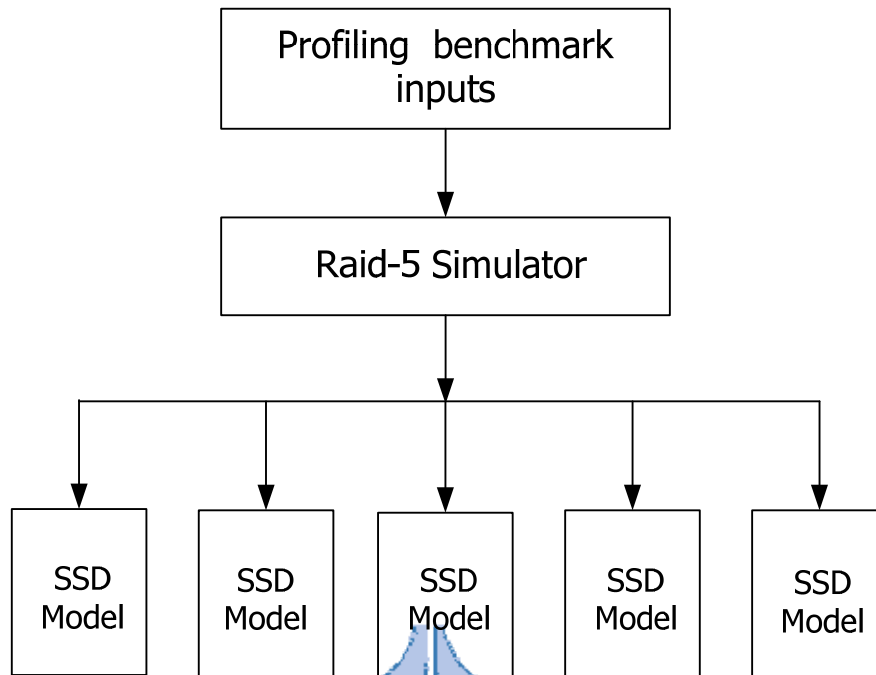 Profiling benchmark
inputs
Raid-5 Simulator
SSD
Model
SSD
Model
SSD
Model
SSD
Model
SSD
Model